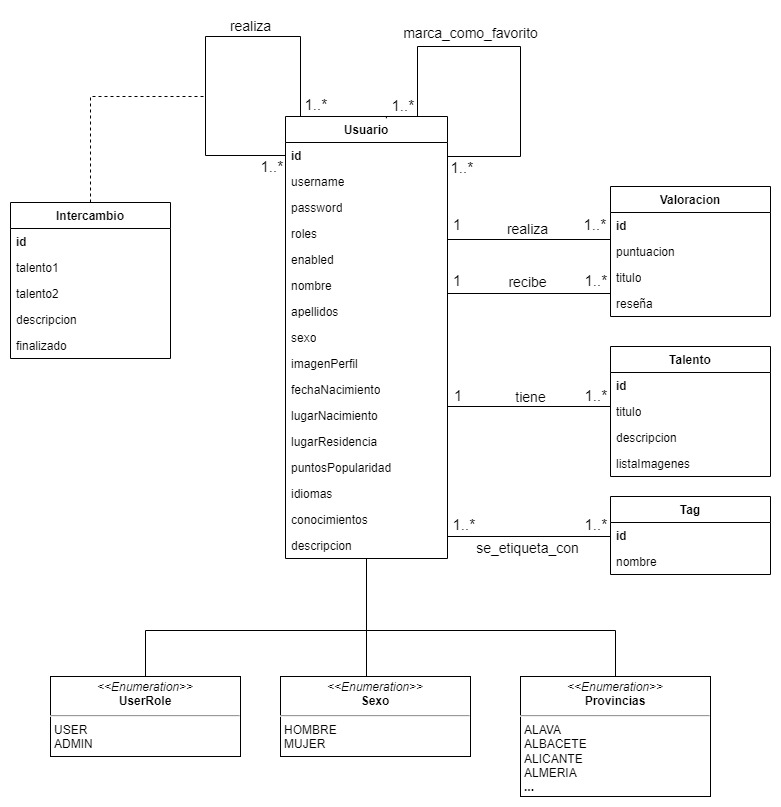 realiza
marca_como_favorito
1..*
1..*
Usuario
1..*
1..*
id
username
password
roles
enabled
nombre
apellidos
sexo
imagenPerfil
fechaNacimiento
lugarNacimiento
lugarResidencia
puntosPopularidad
idiomas
conocimientos
descripcion
Intercambio
id
talento1
talento2
descripcion
finalizado
1 realiza 1..*
1 recibe 1..*
Valoracion
id
puntuacion
titulo
reseña
1 tiene 1..*
Talento
id
titulo
descripcion
listaImagenes
1..* 1..*
se_etiqueta_con
Tag
id
nombre
<<Enumeration>>
UserRole
USER
ADMIN
<<Enumeration>>
Sexo
HOMBRE
MUJER
<<Enumeration>>
Provincias
ALAVA
ALBACETE
ALICANTE
ALMERIA
...